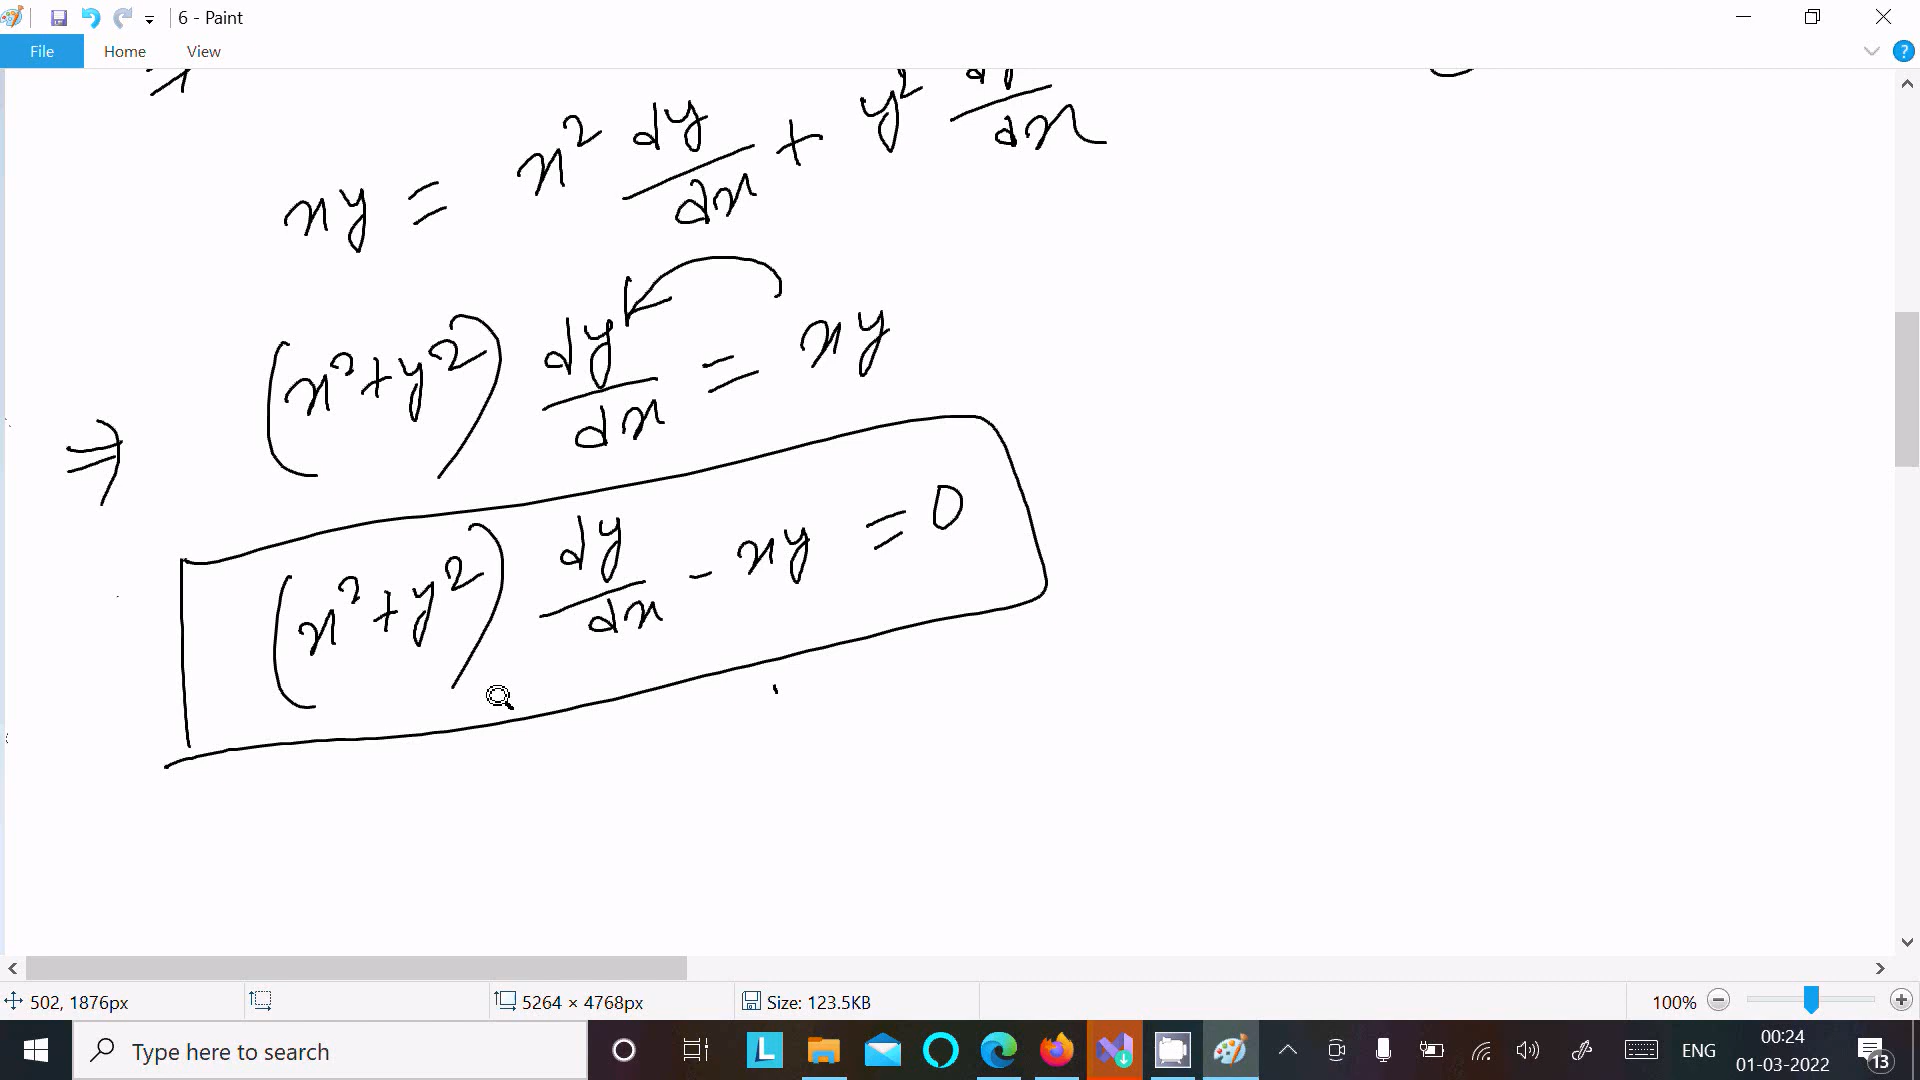 6 - Paint
File Home View
xy = x² dy/dx + y² dy/dx
(x²+y²) dy/dx = xy
⇒
(x²+y²) dy/dx - xy = 0
502, 1876px 5264 × 4768px Size: 123.5KB 100%
Type here to search L ENG 00:24
01-03-2022 13